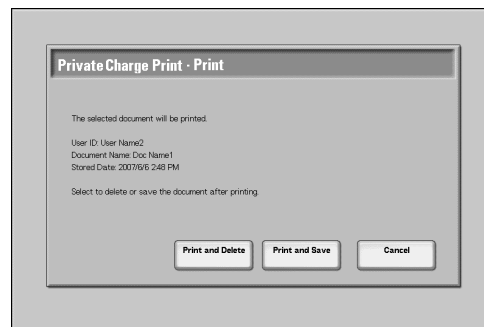 Private Charge Print - Print
The selected document will be printed.
User ID: User Name2
Document Name: Doc Name1
Stored Date: 2007/6/6 2:48 PM
Select to delete or save the document after printing.
Print and Delete
Print and Save
Cancel